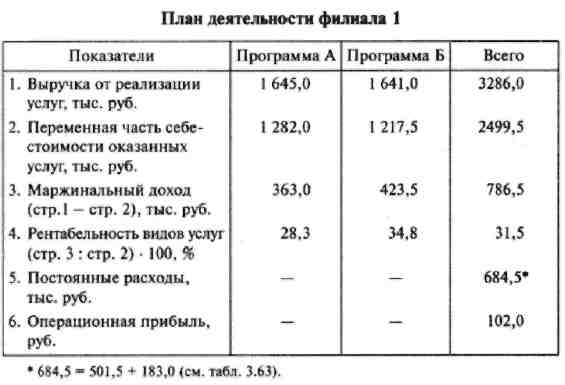 План деятельности филиала 1
Показатели Программа А Программа Б Всего
1. Выручка от реализации 1 645,0 1 641,0 3286,0
услуг, тыс. руб.
2. Переменная часть себе- 1 282,0 1 217,5 2499,5
стоимости оказанных
услуг, тыс. руб.
3. Маржинальный доход 363,0 423,5 786,5
(стр.1 – стр. 2), тыс. руб.
4. Рентабельность видов услуг 28,3 34,8 31,5
(стр. 3 : стр. 2) · 100, %
5. Постоянные расходы, — — 684,5*
тыс. руб.
6. Операционная прибыль, — — 102,0
руб.
* 684,5 = 501,5 + 183,0 (см. табл. 3.63).